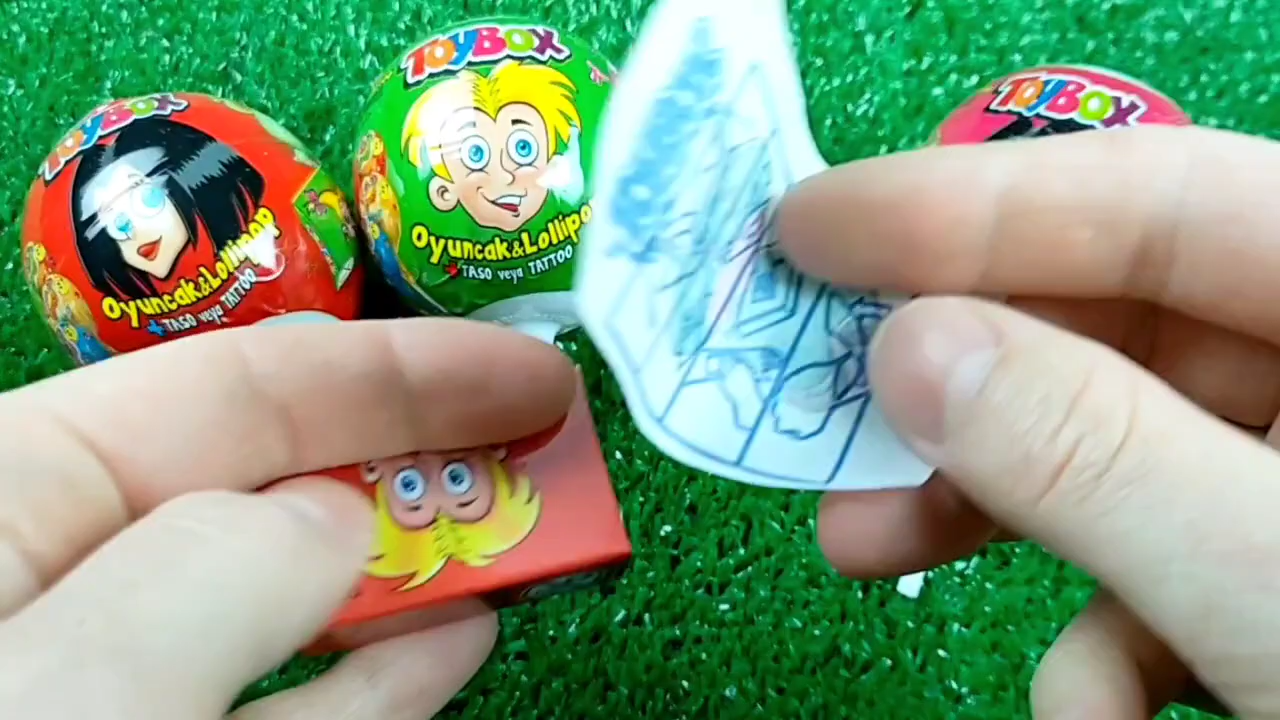 TOYBOX
Oyuncak&Lollipop
+ TASO veya TATTOO
TOYBOX
Oyuncak&Lollipo
+ TASO veya TATTOO
TOYBOX